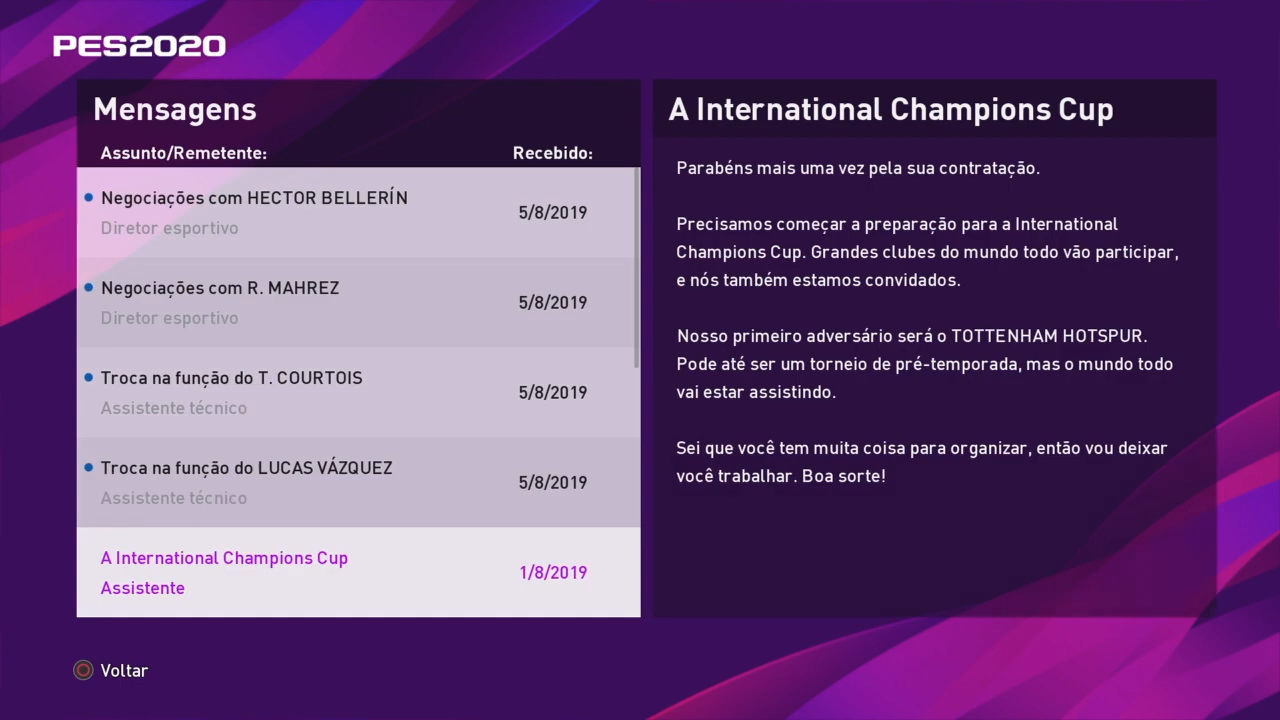 PES2020
Mensagens
Assunto/Remetente: Recebido:
Negociações com HECTOR BELLERÍN
Diretor esportivo
5/8/2019
Negociações com R. MAHREZ
Diretor esportivo
5/8/2019
Troca na função do T. COURTOIS
Assistente técnico
5/8/2019
Troca na função do LUCAS VÁZQUEZ
Assistente técnico
5/8/2019
A International Champions Cup
Assistente
1/8/2019
A International Champions Cup
Parabéns mais uma vez pela sua contratação.
Precisamos começar a preparação para a International
Champions Cup. Grandes clubes do mundo todo vão participar,
e nós também estamos convidados.
Nosso primeiro adversário será o TOTTENHAM HOTSPUR.
Pode até ser um torneio de pré-temporada, mas o mundo todo
vai estar assistindo.
Sei que você tem muita coisa para organizar, então vou deixar
você trabalhar. Boa sorte!
Voltar